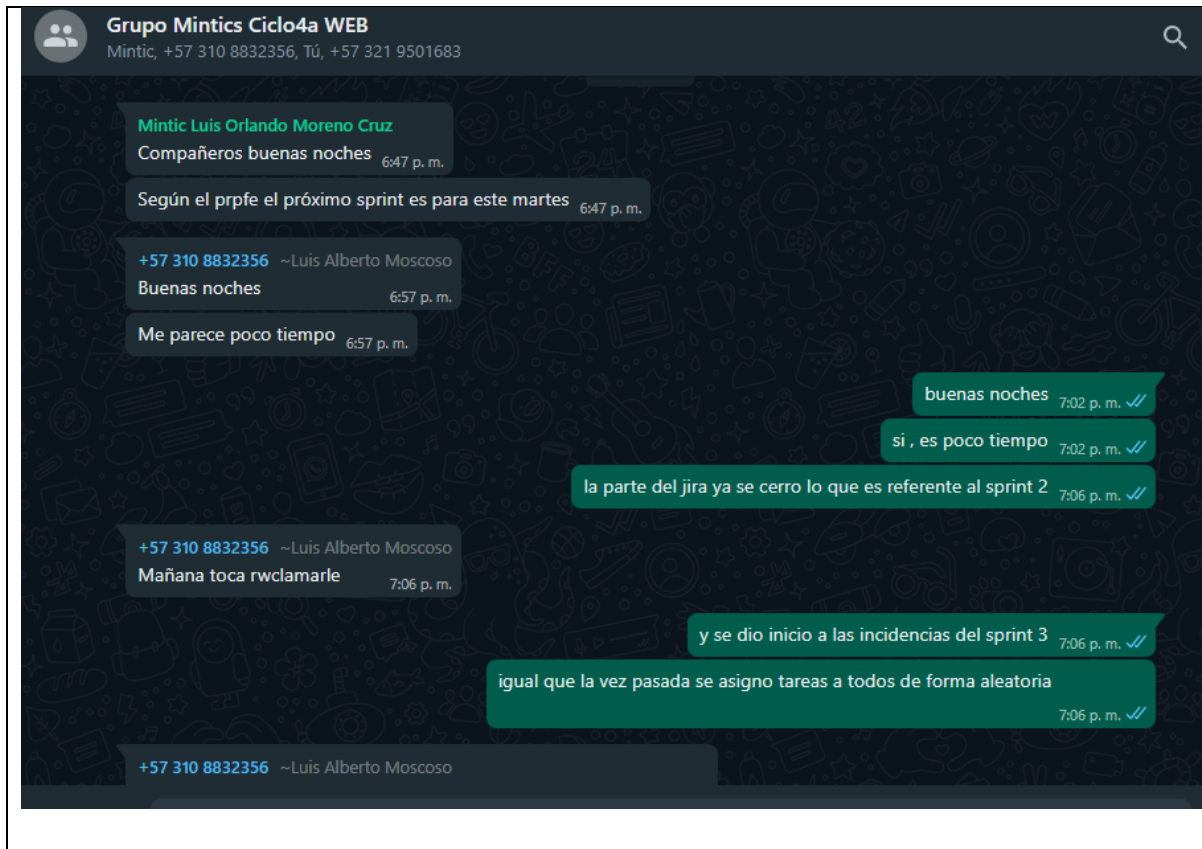 Grupo Mintics Ciclo4a WEB
Mintic, +57 310 8832356, Tú, +57 321 9501683
Mintic Luis Orlando Moreno Cruz
Compañeros buenas noches 6:47 p. m.
Según el prpfe el próximo sprint es para este martes 6:47 p. m.
+57 310 8832356 ~Luis Alberto Moscoso
Buenas noches 6:57 p. m.
Me parece poco tiempo 6:57 p. m.
buenas noches 7:02 p. m.
si , es poco tiempo 7:02 p. m.
la parte del jira ya se cerro lo que es referente al sprint 2 7:06 p. m.
+57 310 8832356 ~Luis Alberto Moscoso
Mañana toca rwclamarle 7:06 p. m.
y se dio inicio a las incidencias del sprint 3 7:06 p. m.
igual que la vez pasada se asigno tareas a todos de forma aleatoria
7:06 p. m.
+57 310 8832356 ~Luis Alberto Moscoso